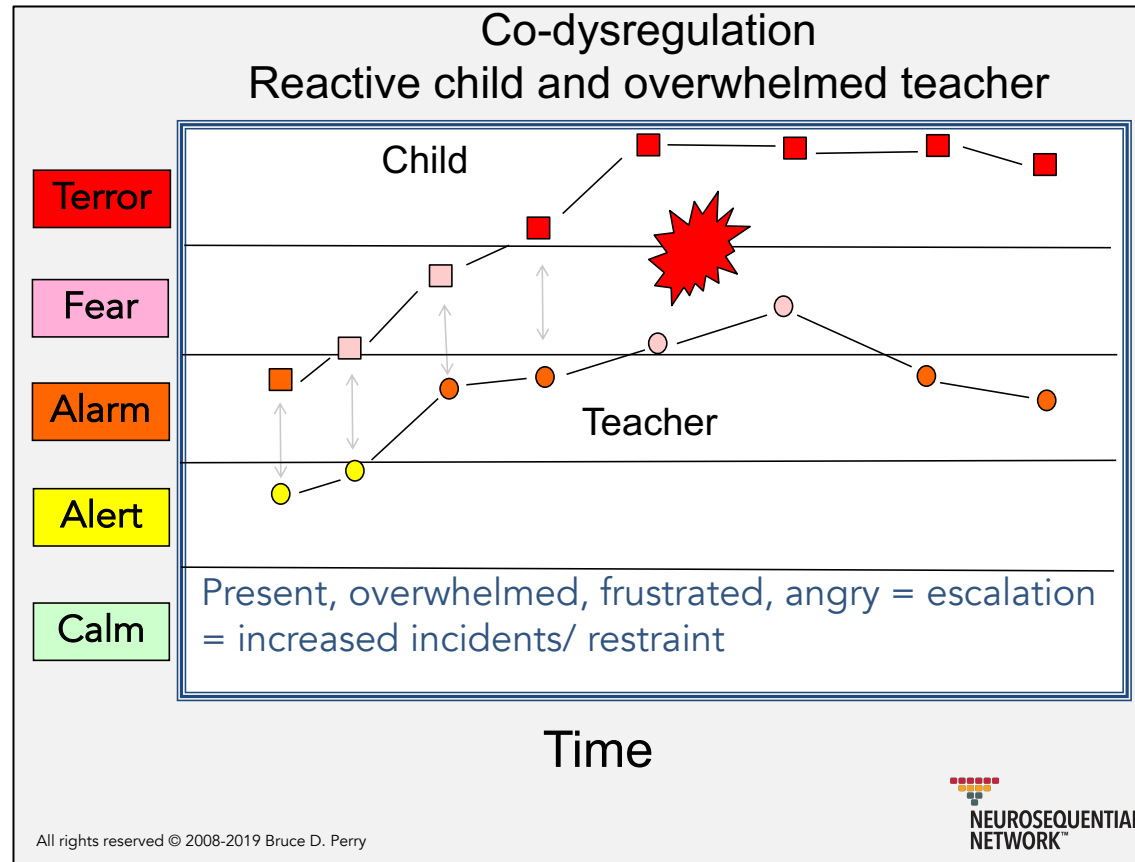 Co-dysregulation
Reactive child and overwhelmed teacher
Child
Terror
Fear
Alarm
Teacher
Alert
Present, overwhelmed, frustrated, angry = escalation
= increased incidents/ restraint
Calm
Time
All rights reserved © 2008-2019 Bruce D. Perry
NEUROSEQUENTIAL
NETWORK™